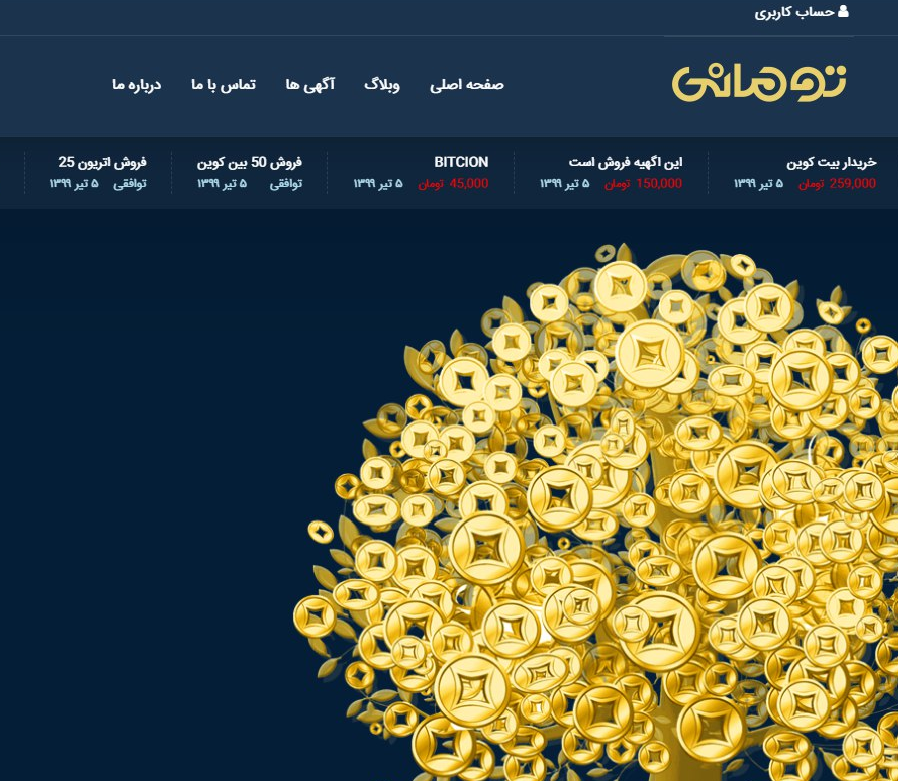 حساب کاربری
تومانی
صفحه اصلی
وبلاگ
آگهی ها
تماس با ما
درباره ما
خریدار بیت کوین
259,000 تومان ۵ تیر ۱۳۹۹
این اگهیه فروش است
150,000 تومان ۵ تیر ۱۳۹۹
BITCION
45,000 تومان ۵ تیر ۱۳۹۹
فروش 50 بین کوین
توافقی ۵ تیر ۱۳۹۹
فروش اتریون 25
توافقی ۵ تیر ۱۳۹۹